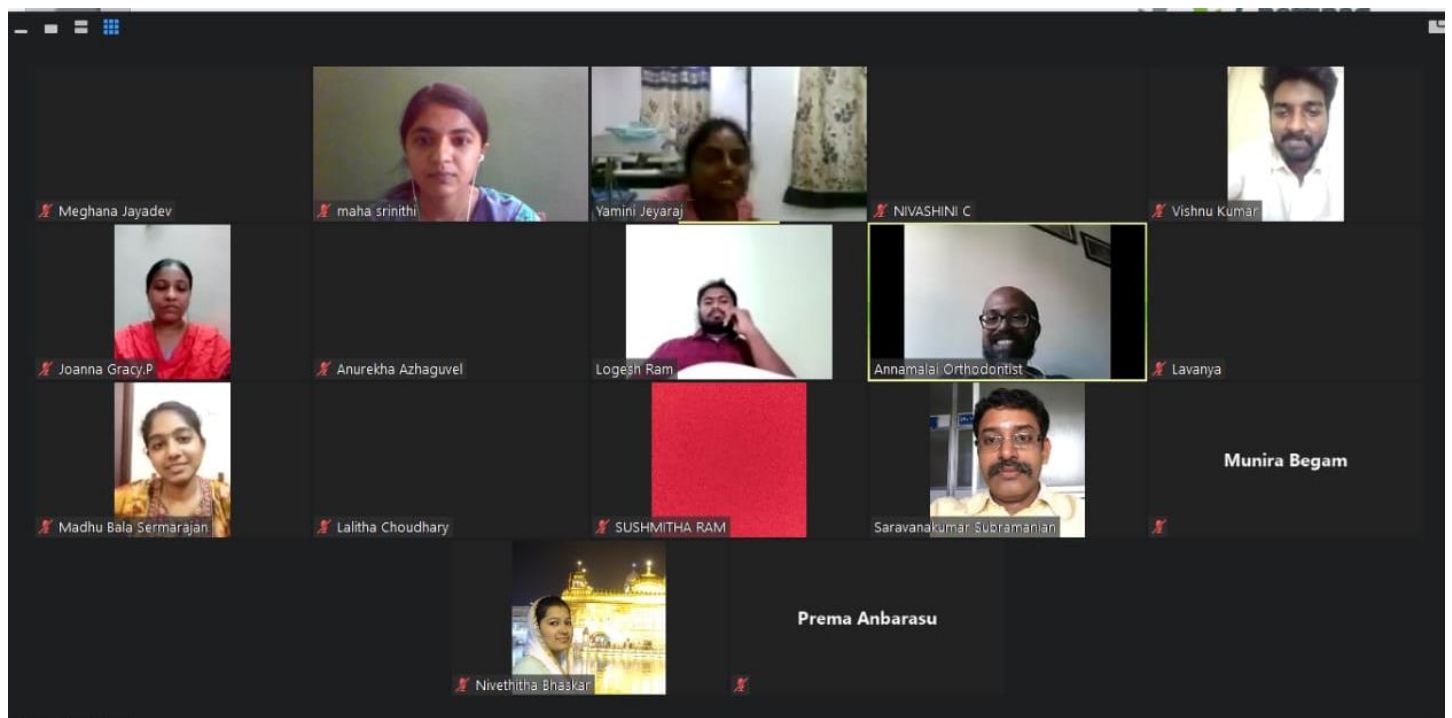 Meghana Jayadev
maha srinithi
Yamini Jeyaraj
NIVASHINI C
Vishnu Kumar
Joanna Gracy.P
Anurekha Azhaguvel
Logesh Ram
Annamalai Orthodontist
Lavanya
Madhu Bala Sermarajan
Lalitha Choudhary
SUSHMITHA RAM
Saravanakumar Subramanian
Munira Begam
Nivethitha Bhaskar
Prema Anbarasu